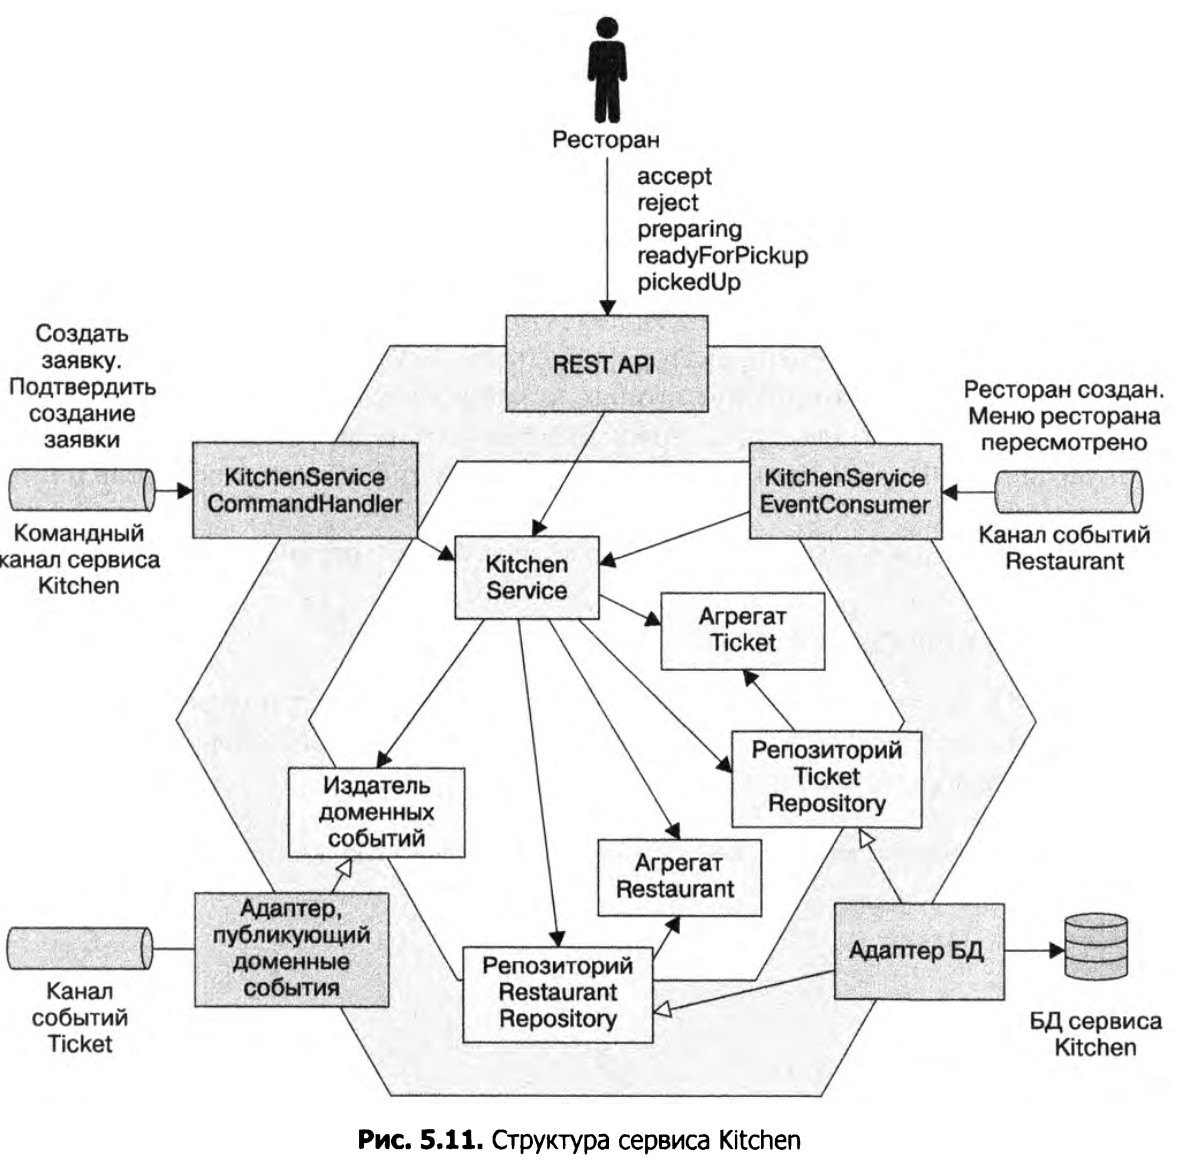 Ресторан
accept
reject
preparing
readyForPickup
pickedUp
REST API
Создать
заявку.
Подтвердить
создание
заявки
KitchenService
CommandHandler
Командный
канал сервиса
Kitchen
Ресторан создан.
Меню ресторана
пересмотрено
KitchenService
EventConsumer
Канал событий
Restaurant
Kitchen
Service
Агрегат
Ticket
Репозиторий
Ticket
Repository
Издатель
доменных
событий
Агрегат
Restaurant
Адаптер,
публикующий
доменные
события
Канал
событий
Ticket
Репозиторий
Restaurant
Repository
Адаптер БД
БД сервиса
Kitchen
Рис. 5.11. Структура сервиса Kitchen